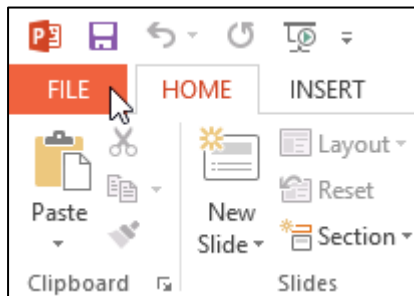 FILE HOME INSERT
Paste
New
Slide
Layout
Reset
Section
Clipboard
Slides